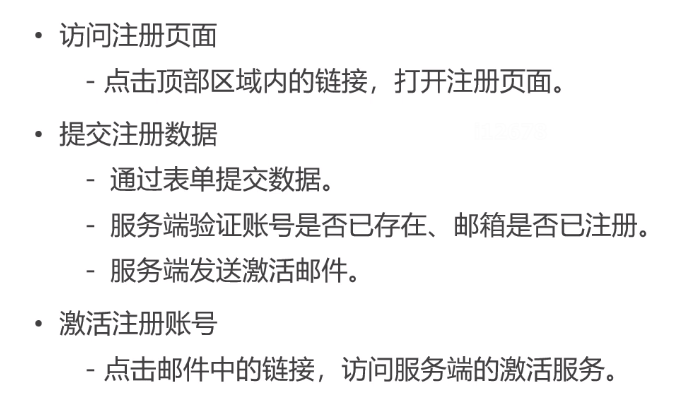 • 访问注册页面
- 点击顶部区域内的链接，打开注册页面。
• 提交注册数据
- 通过表单提交数据。
- 服务端验证账号是否已存在、邮箱是否已注册。
- 服务端发送激活邮件。
• 激活注册账号
- 点击邮件中的链接，访问服务端的激活服务。